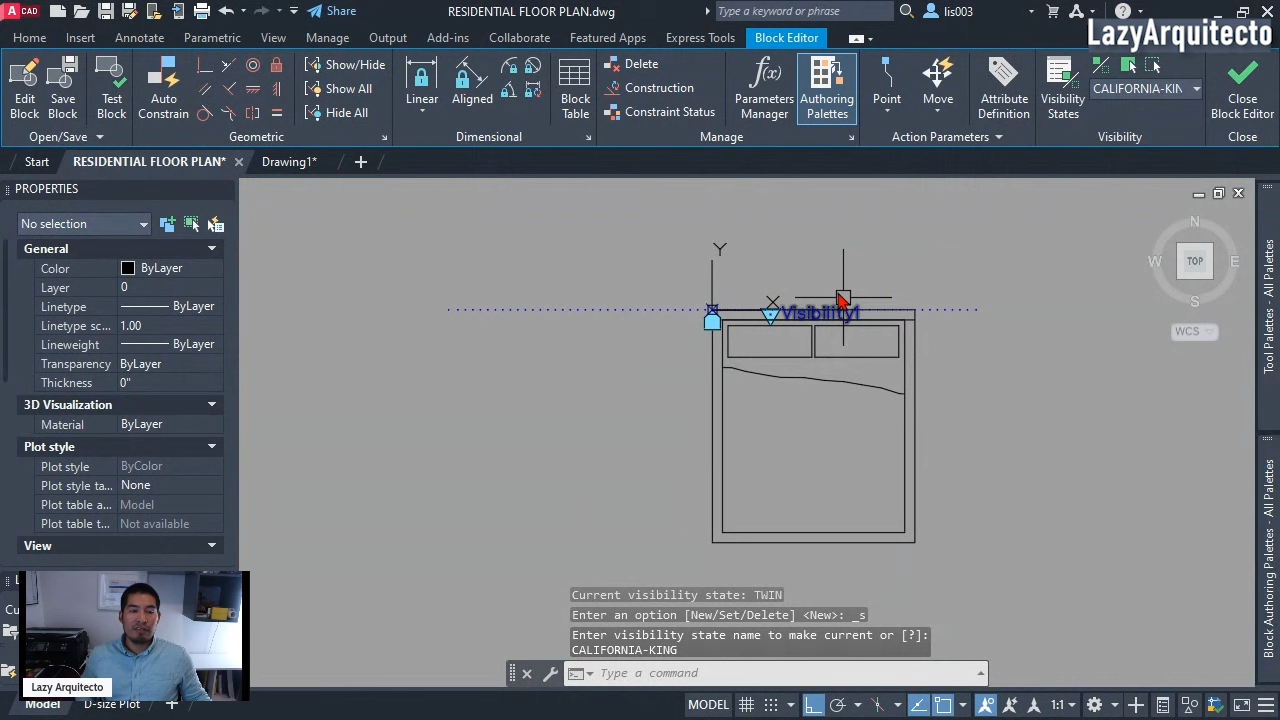 CAD
Share
RESIDENTIAL FLOOR PLAN.dwg
Type a keyword or phrase
lis003
LazyArquitecto
Home Insert Annotate Parametric View Manage Output Add-ins Collaborate Featured Apps Express Tools Block Editor
Edit Block
Save Block
Test Block
Auto Constrain
Show/Hide
Show All
Hide All
Linear
Aligned
Block Table
Delete
Construction
Constraint Status
f(x)
Parameters Manager
Authoring Palettes
Point
Move
Attribute Definition
Visibility States
CALIFORNIA-KIN
Close Block Editor
Open/Save
Geometric
Dimensional
Manage
Action Parameters
Visibility
Close
Start
RESIDENTIAL FLOOR PLAN*
Drawing1*
PROPERTIES
No selection
General
Color ByLayer
Layer 0
Linetype ByLayer
Linetype sc... 1.00
Lineweight ByLayer
Transparency ByLayer
Thickness 0"
3D Visualization
Material ByLayer
Plot style
Plot style ByColor
Plot style ta... None
Plot table a... Model
Plot table t... Not available
View
Y
X
Visibility1
N
W
TOP
E
S
WCS
Tool Palettes - All Palettes
Block Authoring Palettes - All Palettes
Cu
Current visibility state: TWIN
Enter an option [New/Set/Delete] <New>: _s
Enter visibility state name to make current or [?]:
CALIFORNIA-KING
Type a command
Lazy Arquitecto
Model
D-size Plot
MODEL
1:1